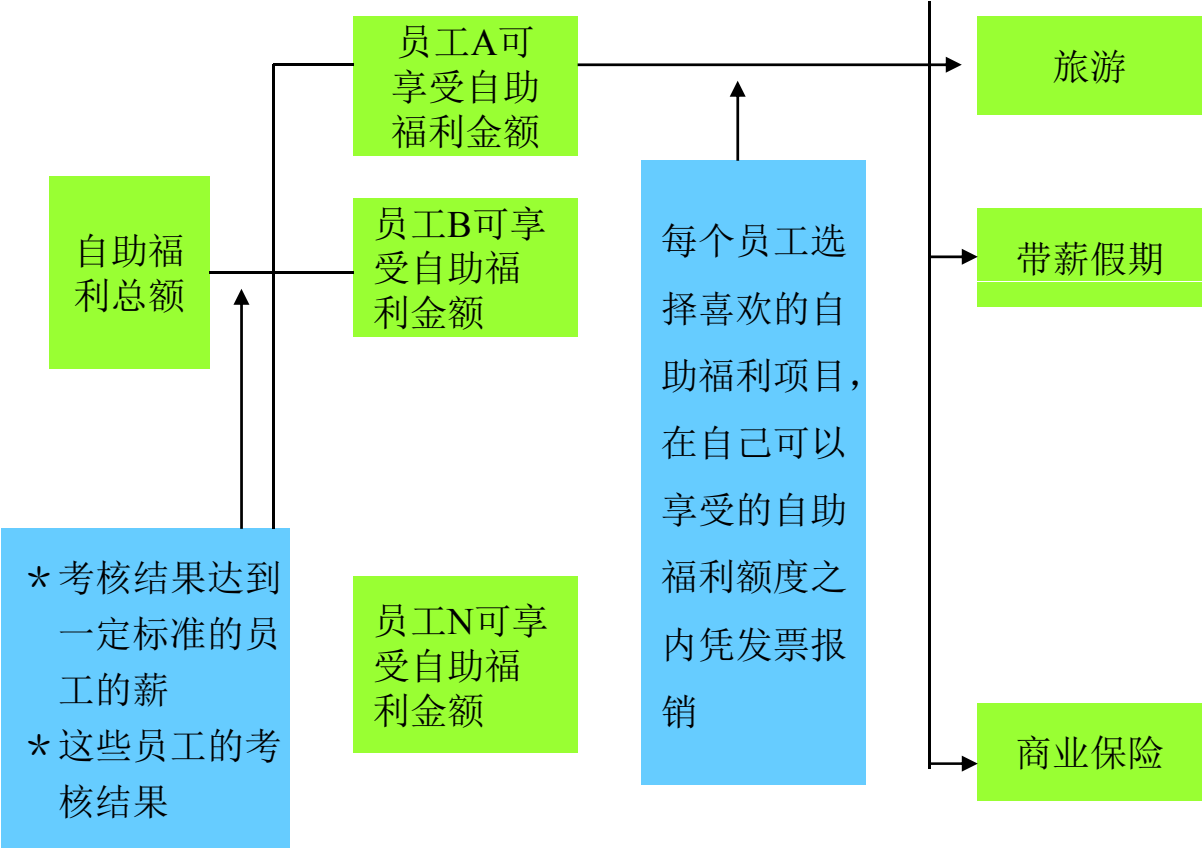 自助福
利总额
员工A可
享受自助
福利金额
员工B可享
受自助福
利金额
员工N可享
受自助福
利金额
*考核结果达到
一定标准的员
工的薪
*这些员工的考
核结果
每个员工选
择喜欢的自
助福利项目，
在自己可以
享受的自助
福利额度之
内凭发票报
销
旅游
带薪假期
商业保险